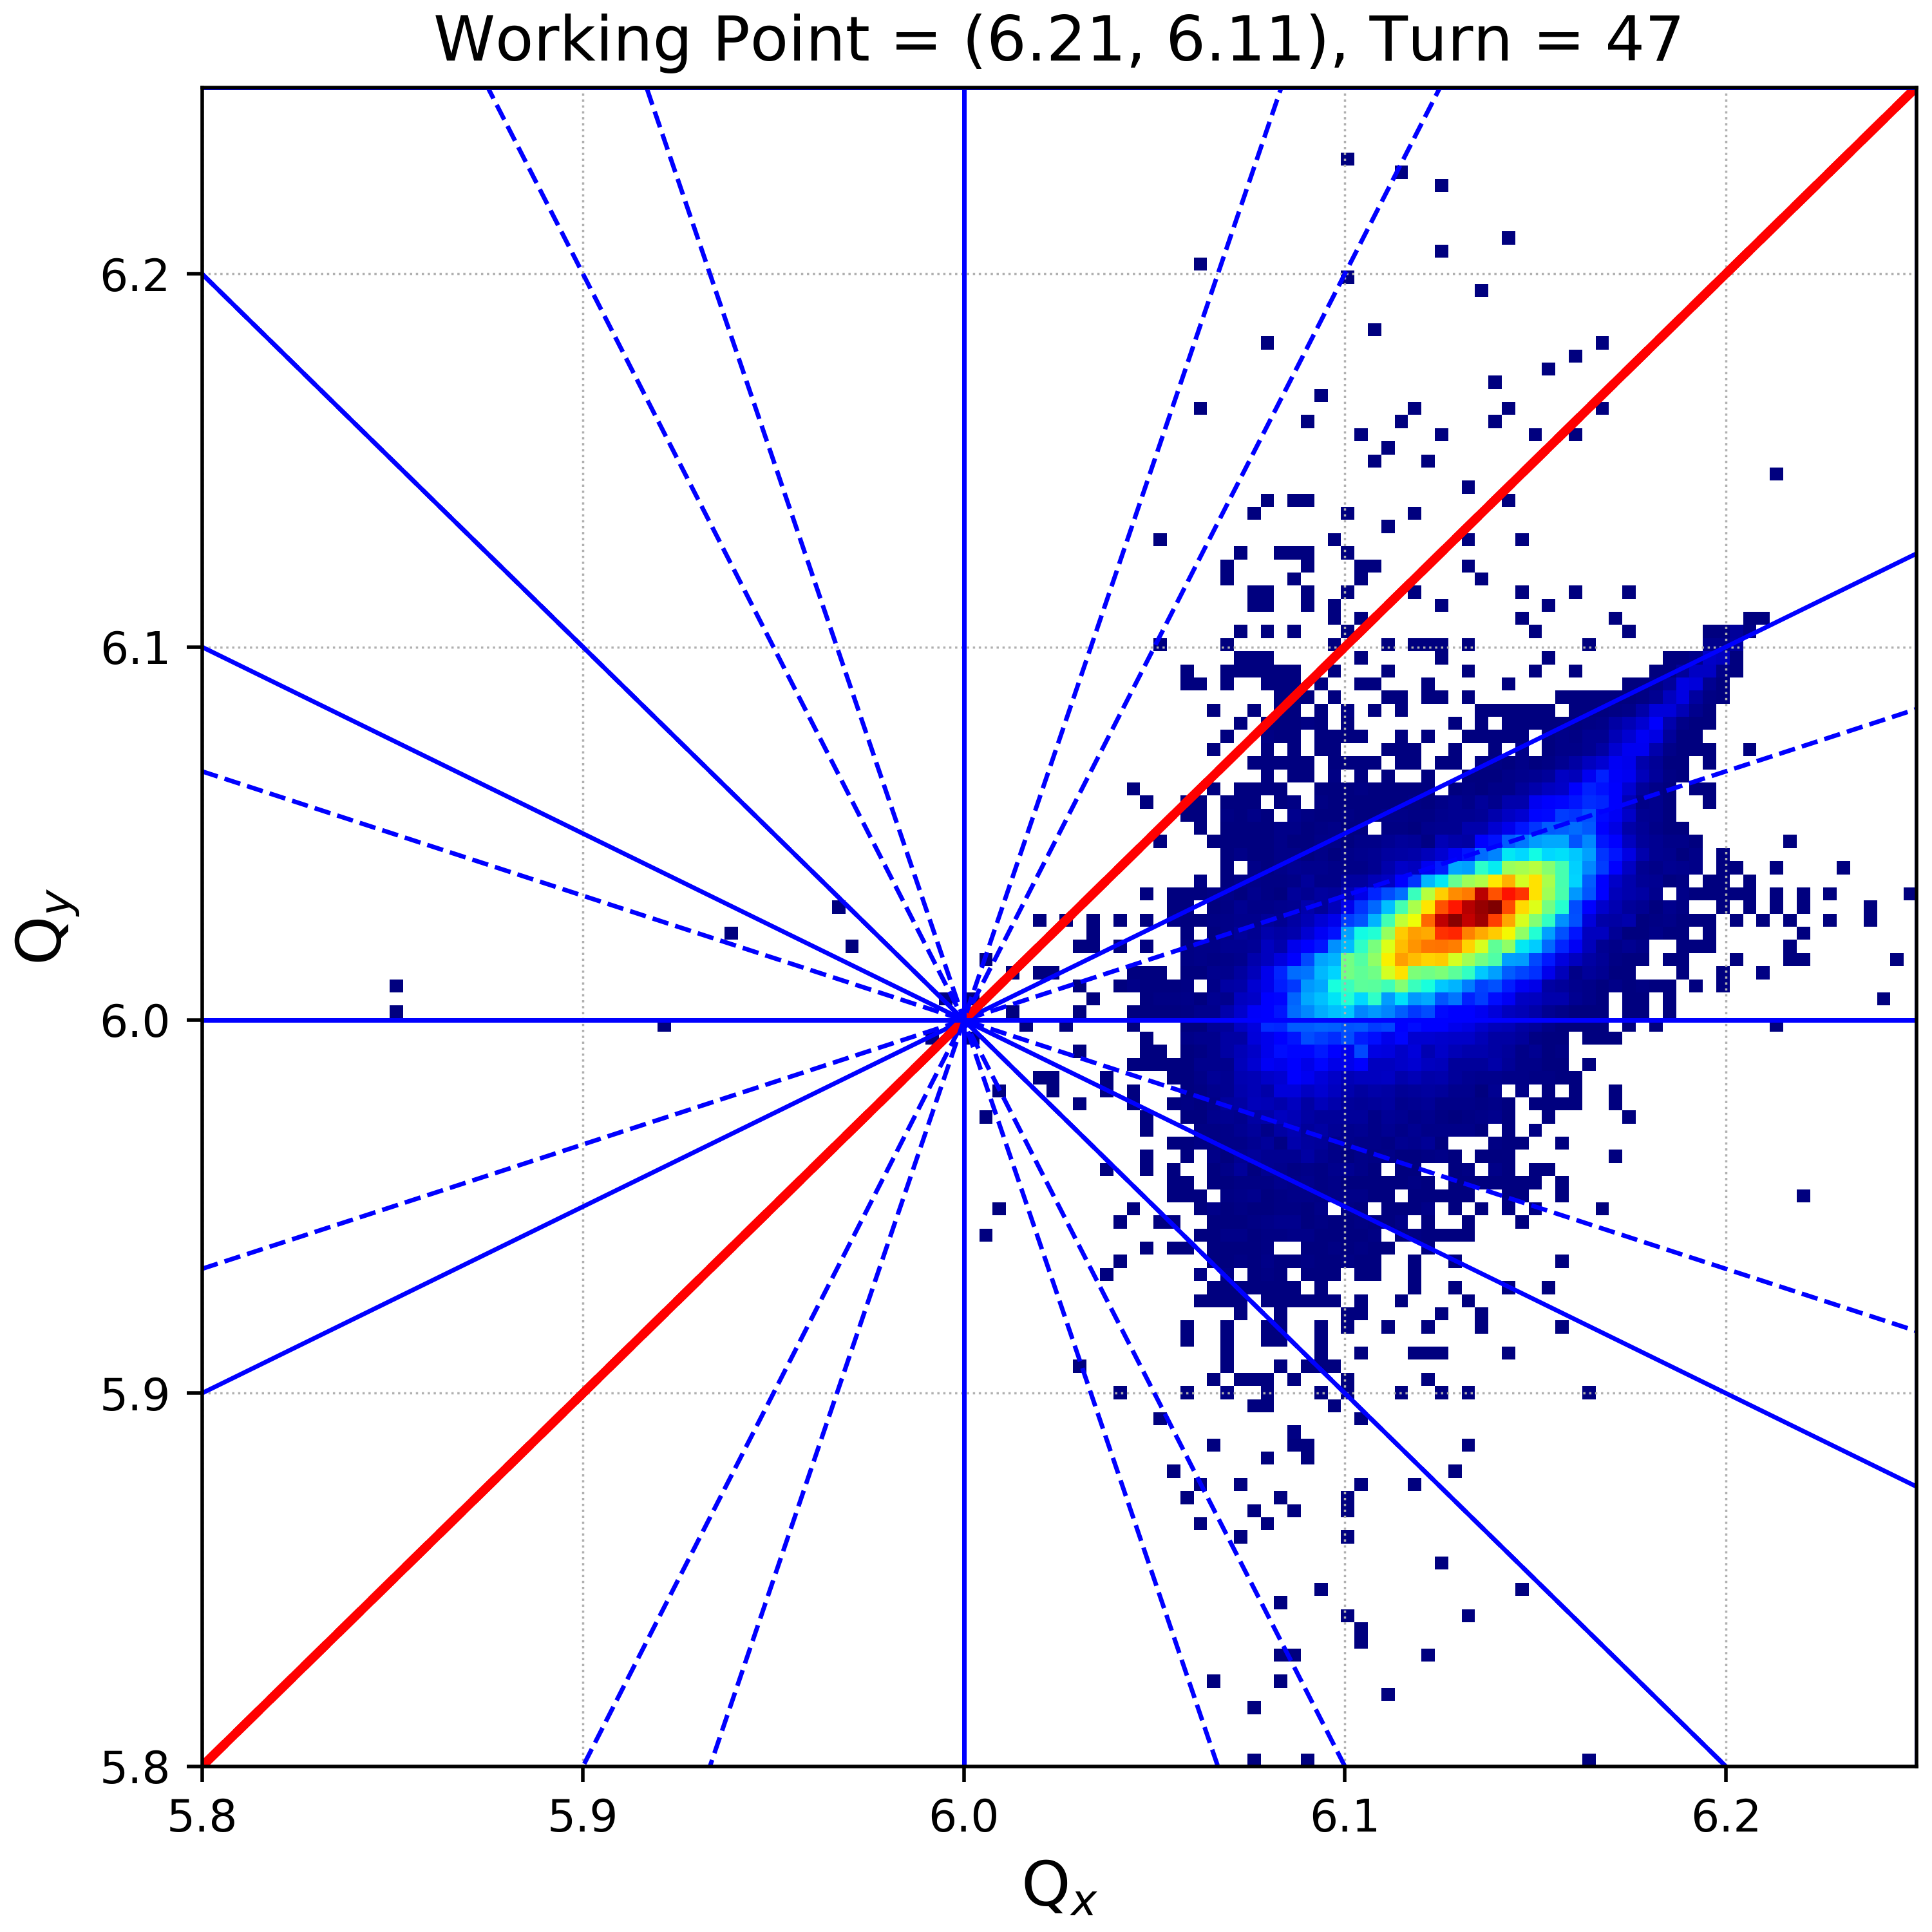 Working Point = (6.21, 6.11), Turn = 47
6.2
6.1
6.0
5.9
5.8
Qy
5.8 5.9 6.0 6.1 6.2
Qx